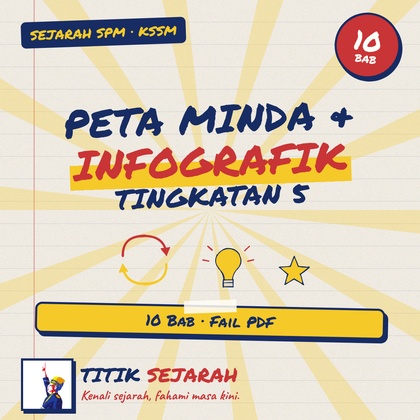 SEJARAH SPM · KSSM
10
BAB
PETA MINDA +
INFOGRAFIK
TINGKATAN 5
10 BAB · FAIL PDF
TITIK SEJARAH
Kenali sejarah, fahami masa kini.